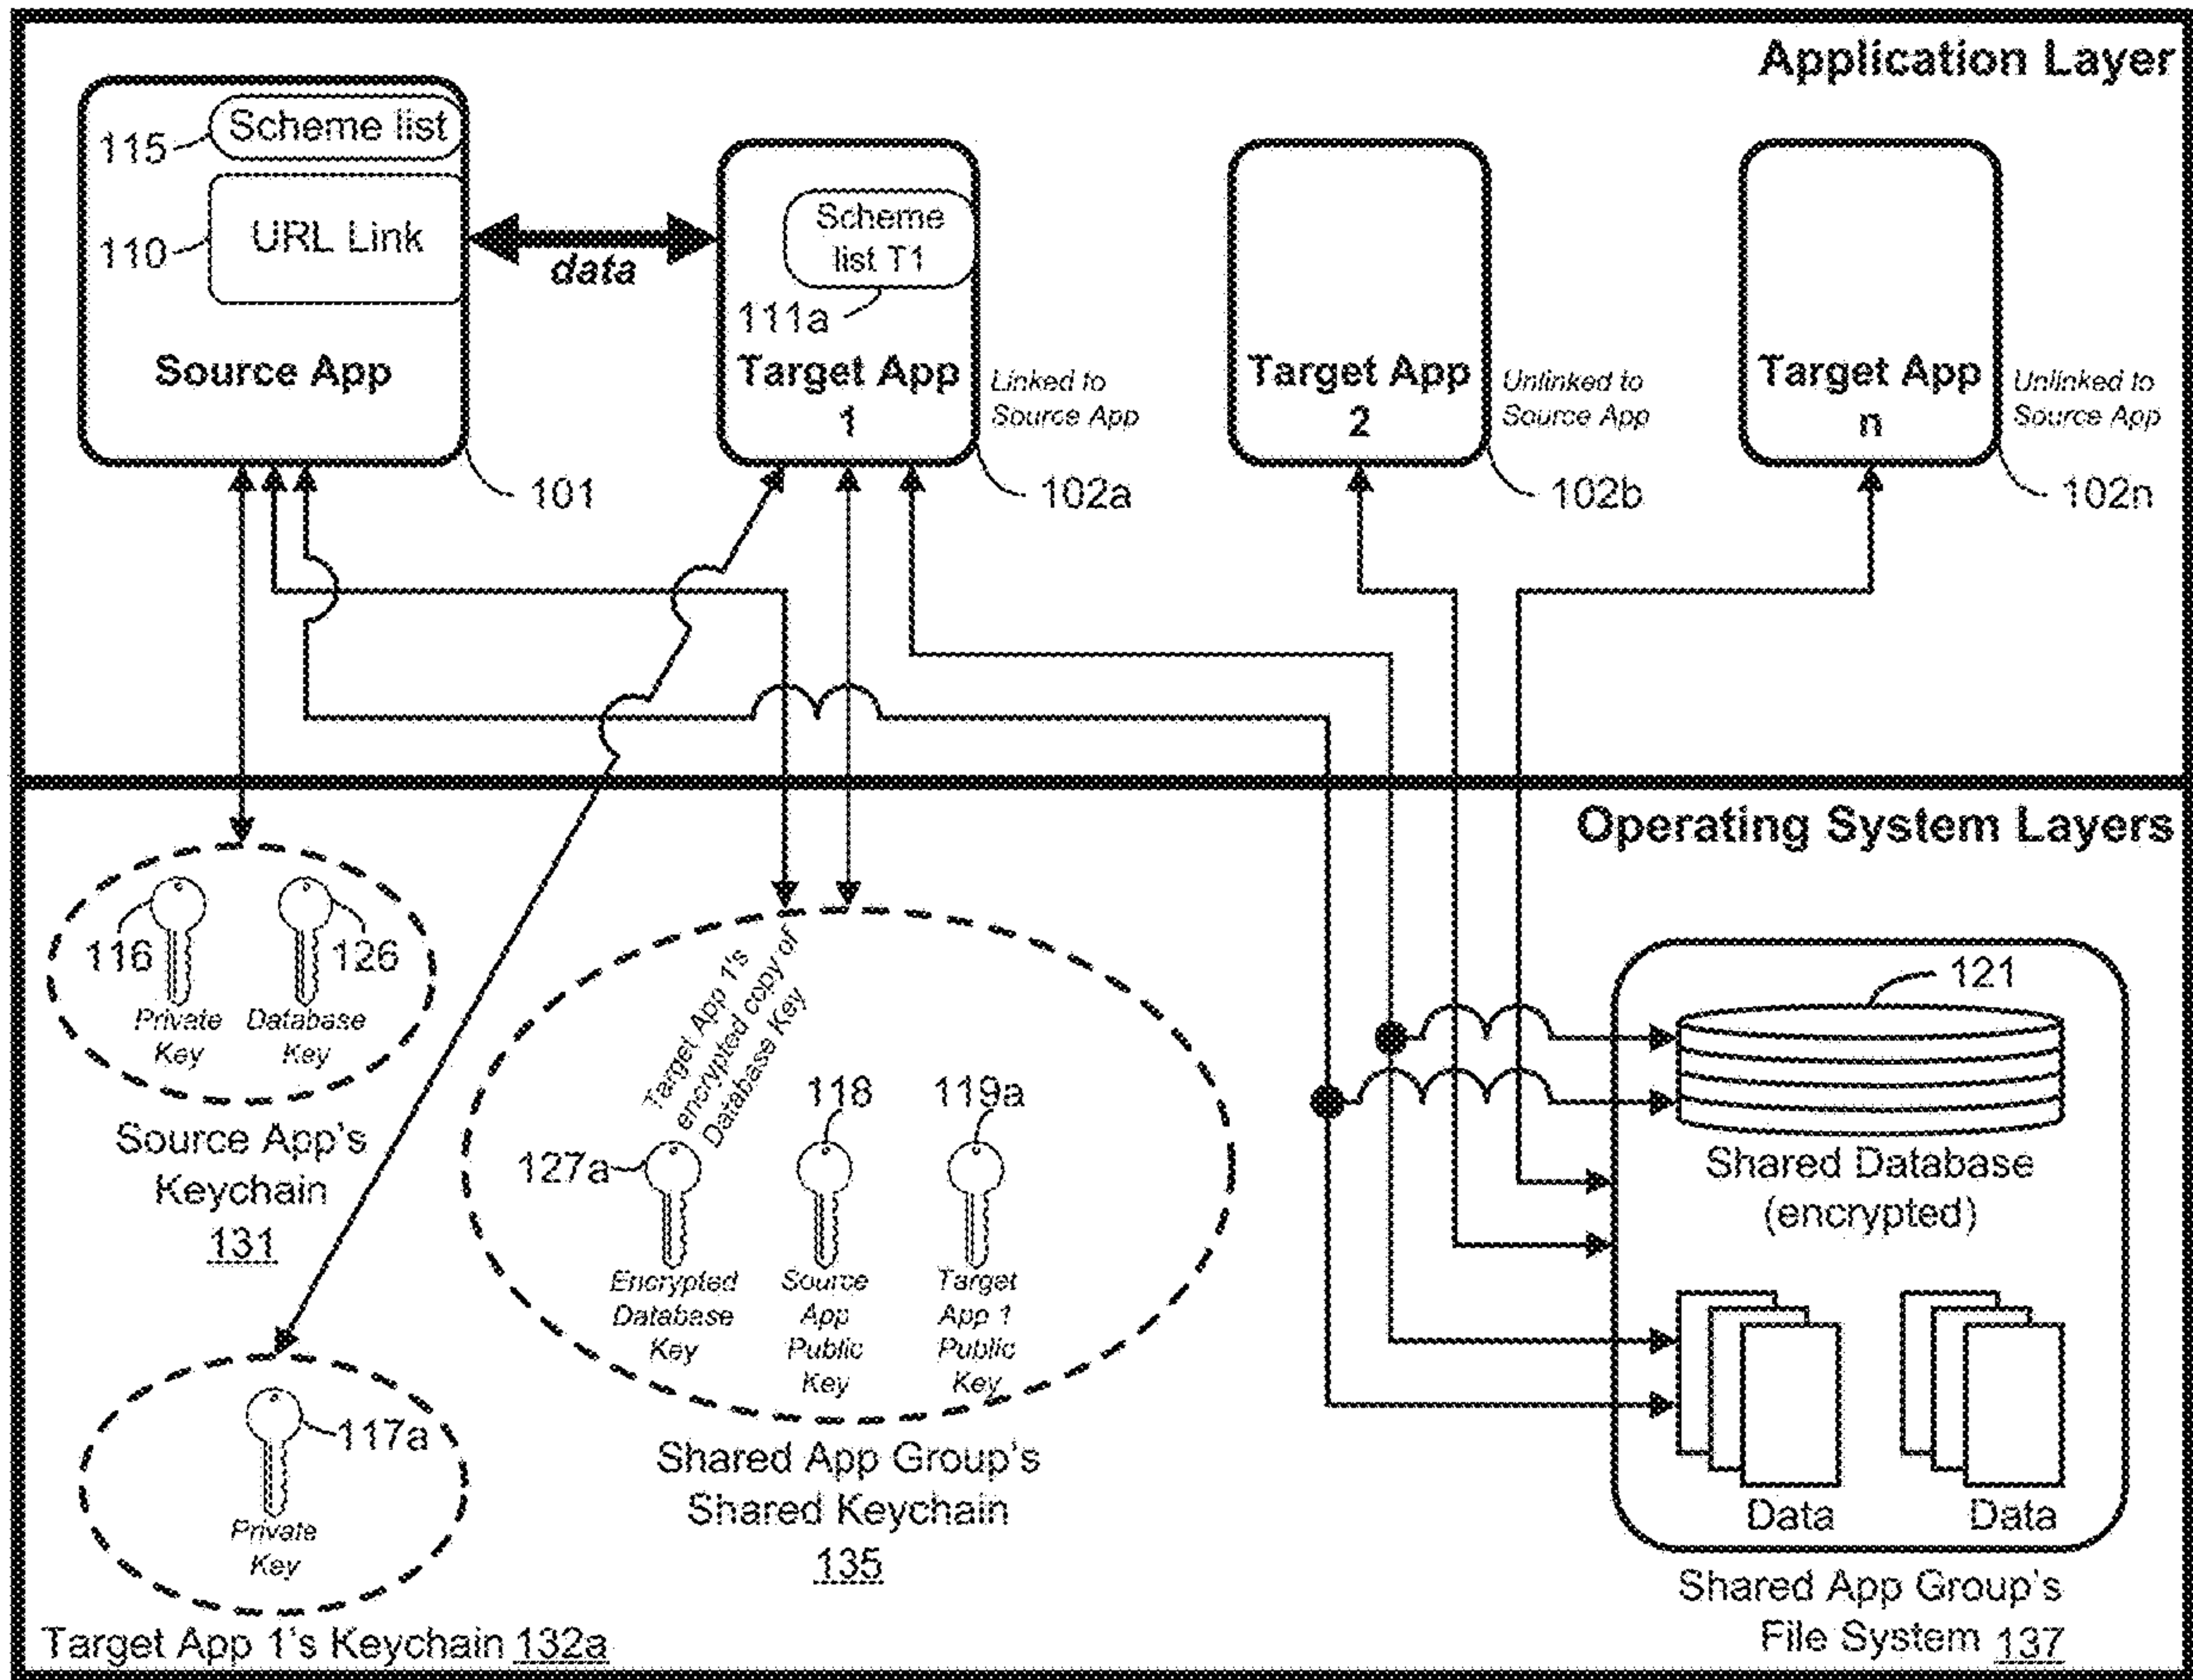 Application Layer
Scheme list
115
URL Link
110
Source App
101
data
Scheme
list T1
111a
Target App
1
Linked to
Source App
102a
Target App
2
Unlinked to
Source App
102b
Target App
n
Unlinked to
Source App
102n
Operating System Layers
116
126
Private
Key
Database
Key
Source App's
Keychain
131
117a
Private
Key
Target App 1's Keychain 132a
Target App 1's
encrypted copy of
Database Key
127a
118
119a
Encrypted
Database
Key
Source
App
Public
Key
Target
App 1
Public
Key
Shared App Group's
Shared Keychain
135
121
Shared Database
(encrypted)
Data
Data
Shared App Group's
File System 137